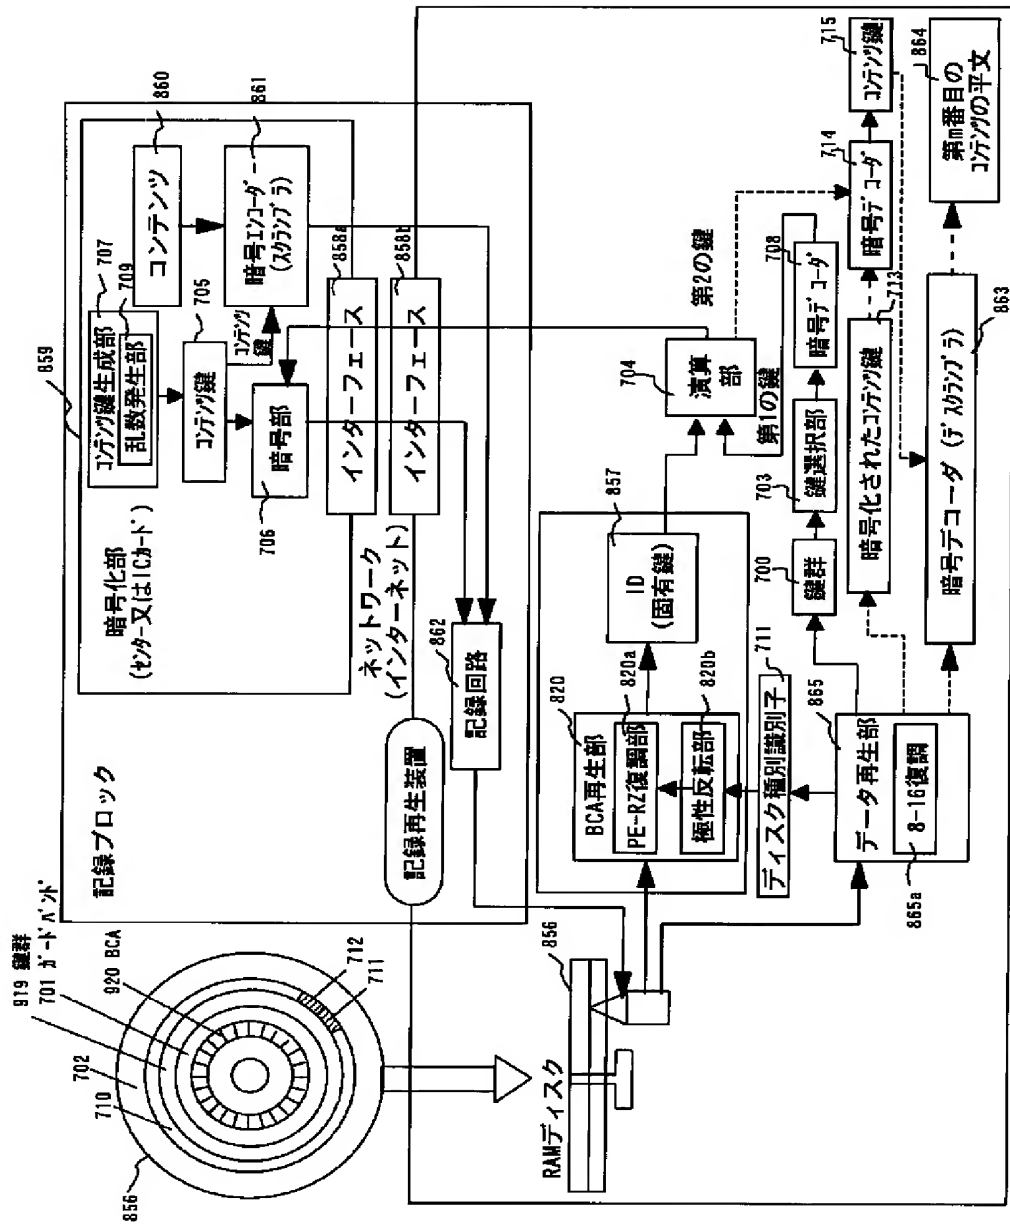 859
暗号化部
(センター又はICカード)
コンテンツ鍵生成部
707
乱数発生部
709
コンテンツ
860
コンテンツ鍵
705
コンテンツ
鍵
暗号エンコーダー
(スクランブラ)
861
暗号部
706
インターフェース
858a
インターフェース
858b
記録ブロック
ネットワーク
(インターネット)
記録再生装置
記録回路
862
919 鍵群
701 ガードバンド
920 BCA
702
710
856
712
711
RAMディスク
856
BCA再生部
820
PE-RZ復調部
820a
極性反転部
820b
ID
(固有鍵)
857
ディスク種別識別子
711
データ再生部
865
8-16復調
865a
演算
部
704
第1の鍵
第2の鍵
鍵群
700
鍵選択部
703
暗号デコーダ
708
暗号化されたコンテンツ鍵
713
暗号デコーダ
714
コンテンツ鍵
715
暗号デコーダ(デスクランブラ)
863
第m番目の
コンテンツの平文
864